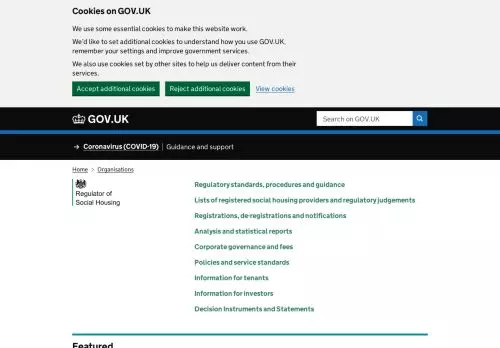 Cookies on GOV.UK
We use some essential cookies to make this website work.
We'd like to set additional cookies to understand how you use GOV.UK,
remember your settings and improve government services.
We also use cookies set by other sites to help us deliver content from their
services.
Accept additional cookies Reject additional cookies View cookies
GOV.UK Search on GOV.UK
→ Coronavirus (COVID-19) Guidance and support
Home > Organisations
Regulator of
Social Housing
Regulatory standards, procedures and guidance
Lists of registered social housing providers and regulatory judgements
Registrations, de-registrations and notifications
Analysis and statistical reports
Corporate governance and fees
Policies and service standards
Information for tenants
Information for investors
Decision Instruments and Statements
Featured